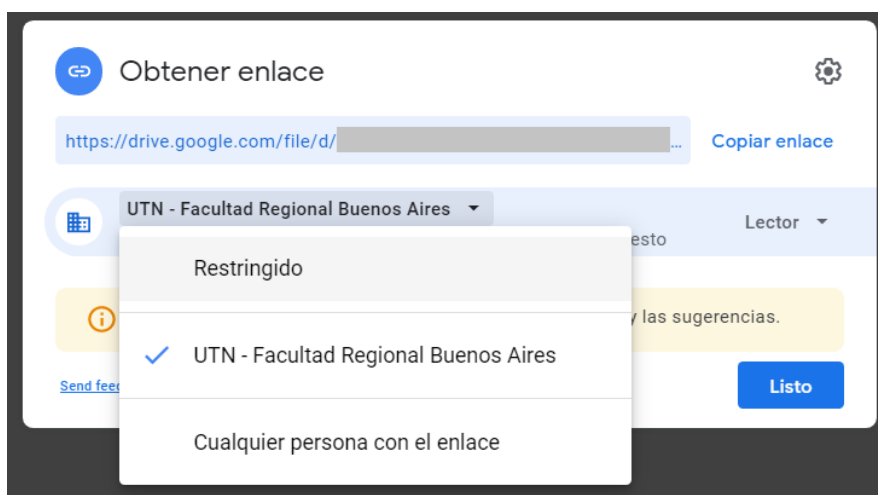 Obtener enlace
https://drive.google.com/file/d/ ...
Copiar enlace
UTN - Facultad Regional Buenos Aires
esto
Lector
Restringido
y las sugerencias.
UTN - Facultad Regional Buenos Aires
Send feed
Listo
Cualquier persona con el enlace